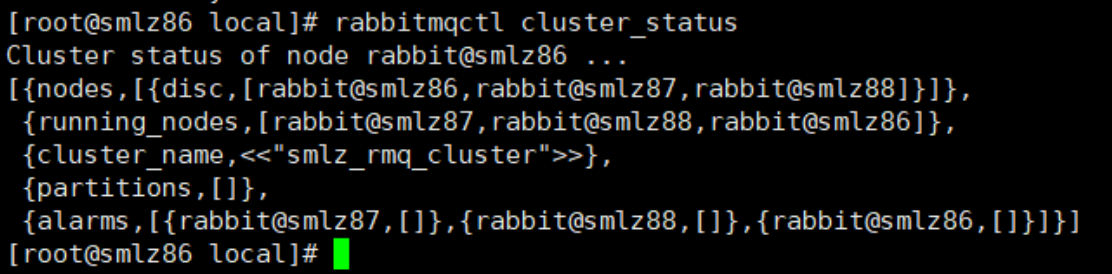 [root@smlz86 local]# rabbitmqctl cluster_status
Cluster status of node rabbit@smlz86 ...
[{nodes,[{disc,[rabbit@smlz86,rabbit@smlz87,rabbit@smlz88]}]},
 {running_nodes,[rabbit@smlz87,rabbit@smlz88,rabbit@smlz86]},
 {cluster_name,<<"smlz_rmq_cluster">>},
 {partitions,[]},
 {alarms,[{rabbit@smlz87,[]},{rabbit@smlz88,[]},{rabbit@smlz86,[]}]}]
[root@smlz86 local]#